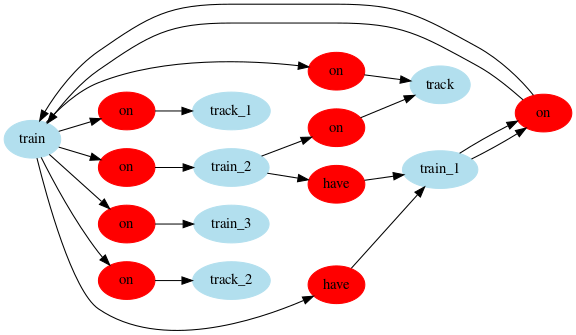 on
track
on
track_1
on
on
train
on
train_2
train_1
have
on
train_3
on
track_2
have